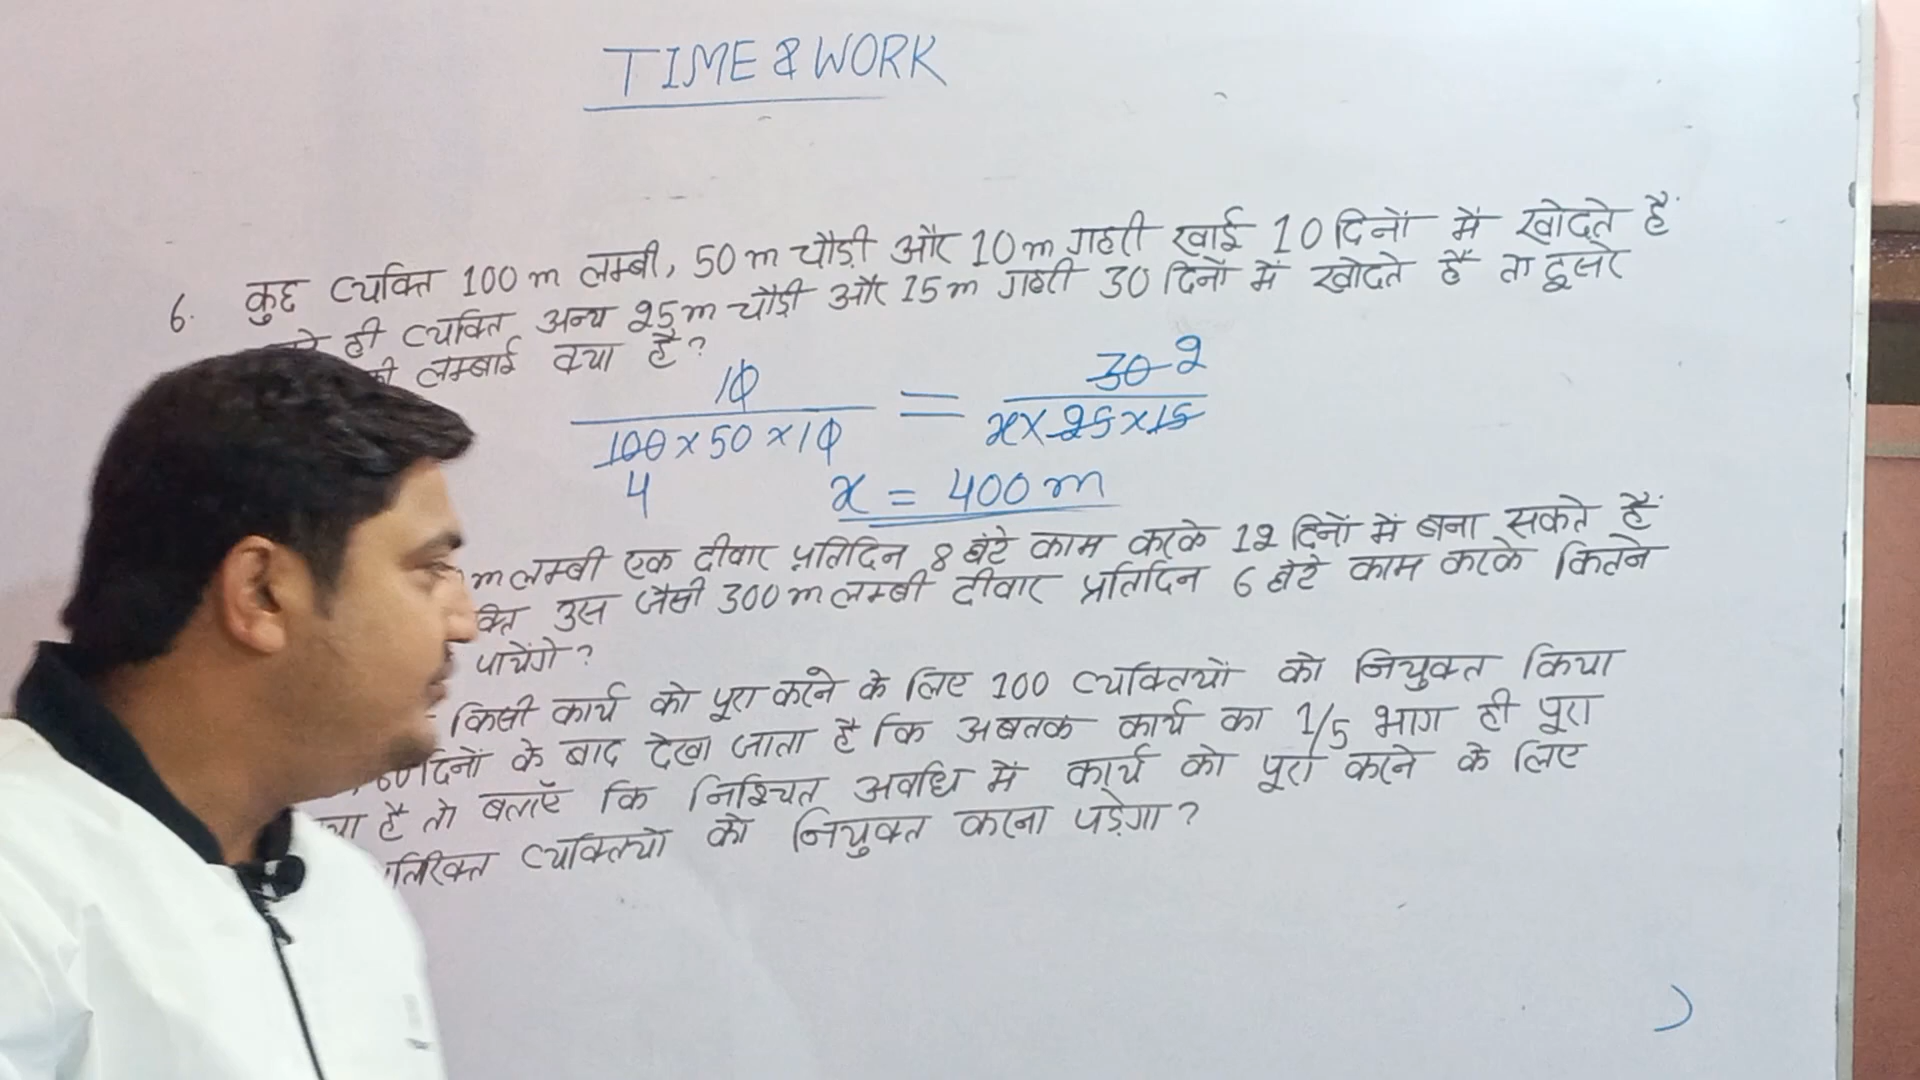 TIME & WORK
6. कुछ व्यक्ति 100 m लम्बी, 50 m चौड़ी और 10 m गहरी खाई 10 दिनों में खोदते हैं
ही व्यक्ति अन्य 25 m चौड़ी और 15 m गहरी 30 दिनों में खोदते हैं तो दूसरे
की लम्बाई क्या है?
10 = 30 2
100 x 50 x 10 x x 25 x 15
4 x = 400 m
m लम्बी एक दीवार प्रतिदिन 8 घंटे काम करके 12 दिनों में बना सकते हैं
उस जैसी 300 m लम्बी दीवार प्रतिदिन 6 घंटे काम करके कितने
पायेंगे?
किसी कार्य को पूरा करने के लिए 100 व्यक्तियों को नियुक्त किया
दिनों के बाद देखा जाता है कि अबतक कार्य का 1/5 भाग ही पूरा
है तो बताएँ कि निश्चित अवधि में कार्य को पूरा करने के लिए
व्यक्तियों को नियुक्त करना पड़ेगा?